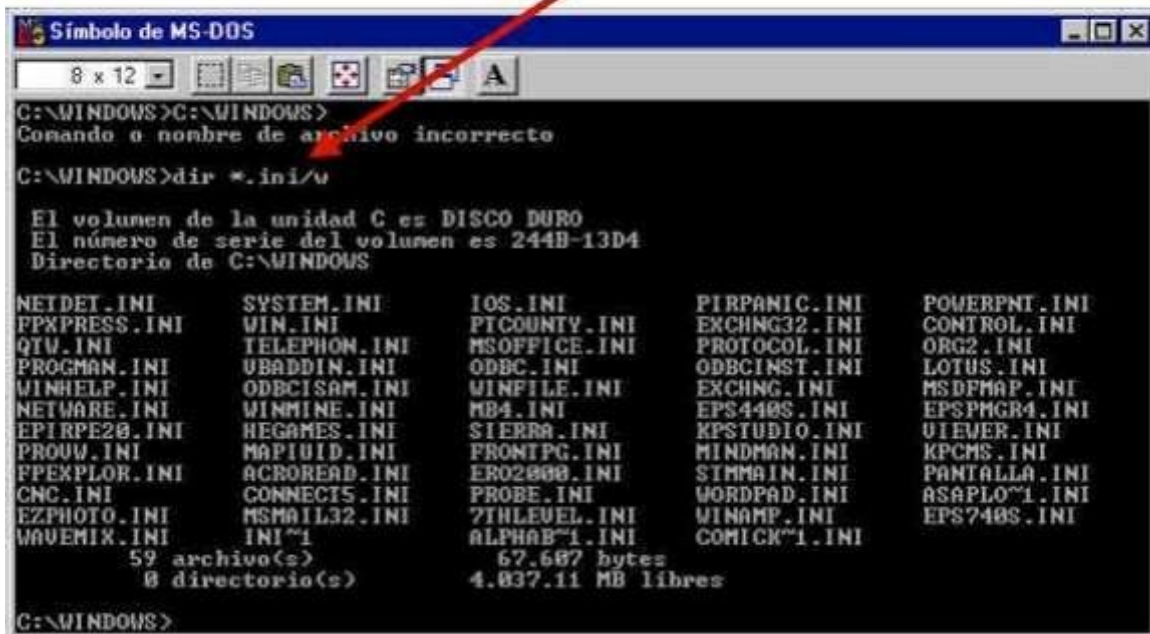 Símbolo de MS-DOS
8 x 12
A
C:\WINDOWS>C:\WINDOWS>
Comando o nombre de archivo incorrecto
C:\WINDOWS>dir *.ini/w
El volumen de la unidad C es DISCO DURO
El número de serie del volumen es 244B-13D4
Directorio de C:\WINDOWS
NETDET.INI SYSTEM.INI IOS.INI PIRPANIC.INI POWERPNT.INI
FPXPRESS.INI WIN.INI PTCOUNTY.INI EXCHNG32.INI CONTROL.INI
QTW.INI TELEPHON.INI MSOFFICE.INI PROTOCOL.INI ORG2.INI
PROGMAN.INI VBADDIN.INI ODBC.INI ODBCINST.INI LOTUS.INI
WINHELP.INI ODBCISAM.INI WINFILE.INI EXCHNG.INI MSDFMAP.INI
NETWARE.INI WINMINE.INI MB4.INI EPS440S.INI EPSPMGR4.INI
EPIRPE20.INI HEGAMES.INI SIERRA.INI KPSTUDIO.INI VIEWER.INI
PROVW.INI MAPIUID.INI FRONTPG.INI MINDMAN.INI KPCMS.INI
FPEXPLOR.INI ACROREAD.INI ERO2000.INI STMMAIN.INI PANTALLA.INI
CNC.INI CONNECT5.INI PROBE.INI WORDPAD.INI ASAPLO~1.INI
EZPHOTO.INI MSMAIL32.INI 7THLEVEL.INI WINAMP.INI EPS740S.INI
WAVEMIX.INI INI~1 ALPHAB~1.INI COMICK~1.INI
59 archivo(s) 67.607 bytes
0 directorio(s) 4.037.11 MB libres
C:\WINDOWS>